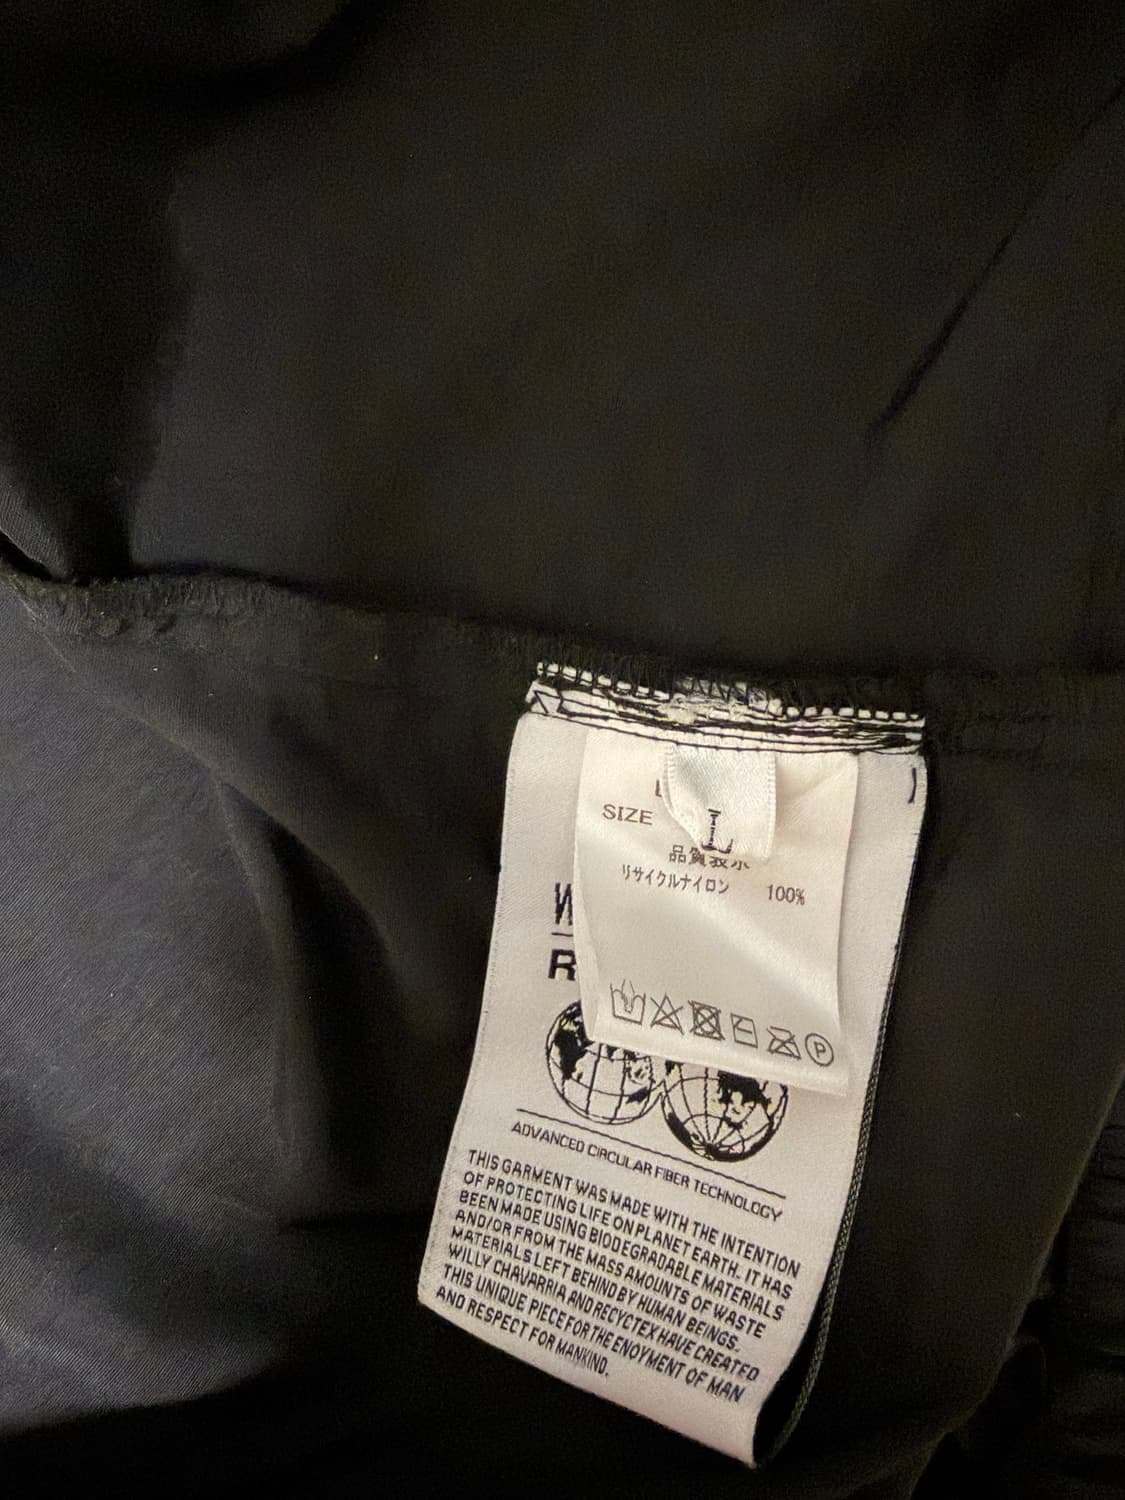 SIZE L
品質表示
リサイクルナイロン 100%
P
ADVANCED CIRCULAR FIBER TECHNOLOGY
THIS GARMENT WAS MADE WITH THE INTENTION
OF PROTECTING LIFE ON PLANET EARTH. IT HAS
BEEN MADE USING BIODEGRADABLE MATERIALS
AND/OR FROM THE MASS AMOUNTS OF WASTE
MATERIALS LEFT BEHIND BY HUMAN BEINGS.
WILLY CHAVARRIA AND RECYCTEX HAVE CREATED
THIS UNIQUE PIECE FOR THE ENOYMENT OF MAN
AND RESPECT FOR MANKIND.